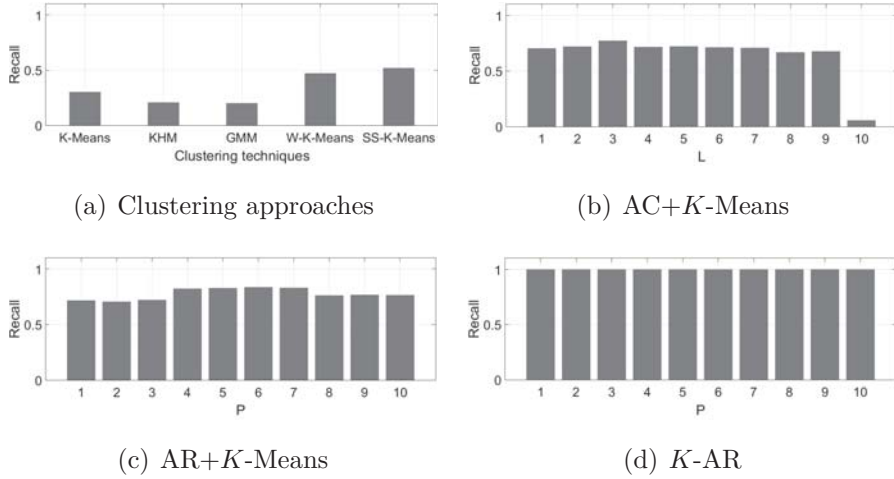 1
0.5
0
Recall
K-Means KHM GMM W-K-Means SS-K-Means
Clustering techniques
(a) Clustering approaches
1
0.5
0
Recall
1 2 3 4 5 6 7 8 9 10
L
(b) AC+K-Means
1
0.5
0
Recall
1 2 3 4 5 6 7 8 9 10
P
(c) AR+K-Means
1
0.5
0
Recall
1 2 3 4 5 6 7 8 9 10
P
(d) K-AR